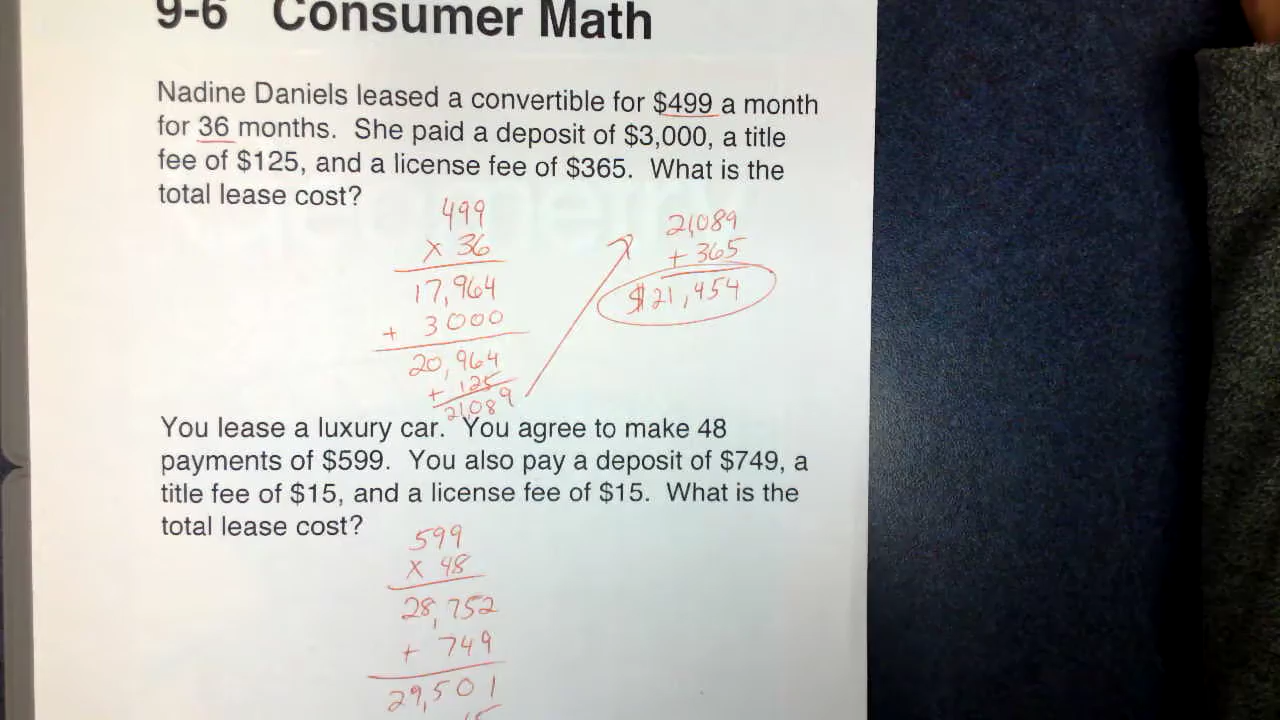 9-6 Consumer Math
Nadine Daniels leased a convertible for $499 a month
for 36 months. She paid a deposit of $3,000, a title
fee of $125, and a license fee of $365. What is the
total lease cost?
499
x 36
17,964
+ 3000
20,964
+ 125
21,089
21,089
+ 365
$21,454
You lease a luxury car. You agree to make 48
payments of $599. You also pay a deposit of $749, a
title fee of $15, and a license fee of $15. What is the
total lease cost?
599
x 48
28,752
+ 749
29,501